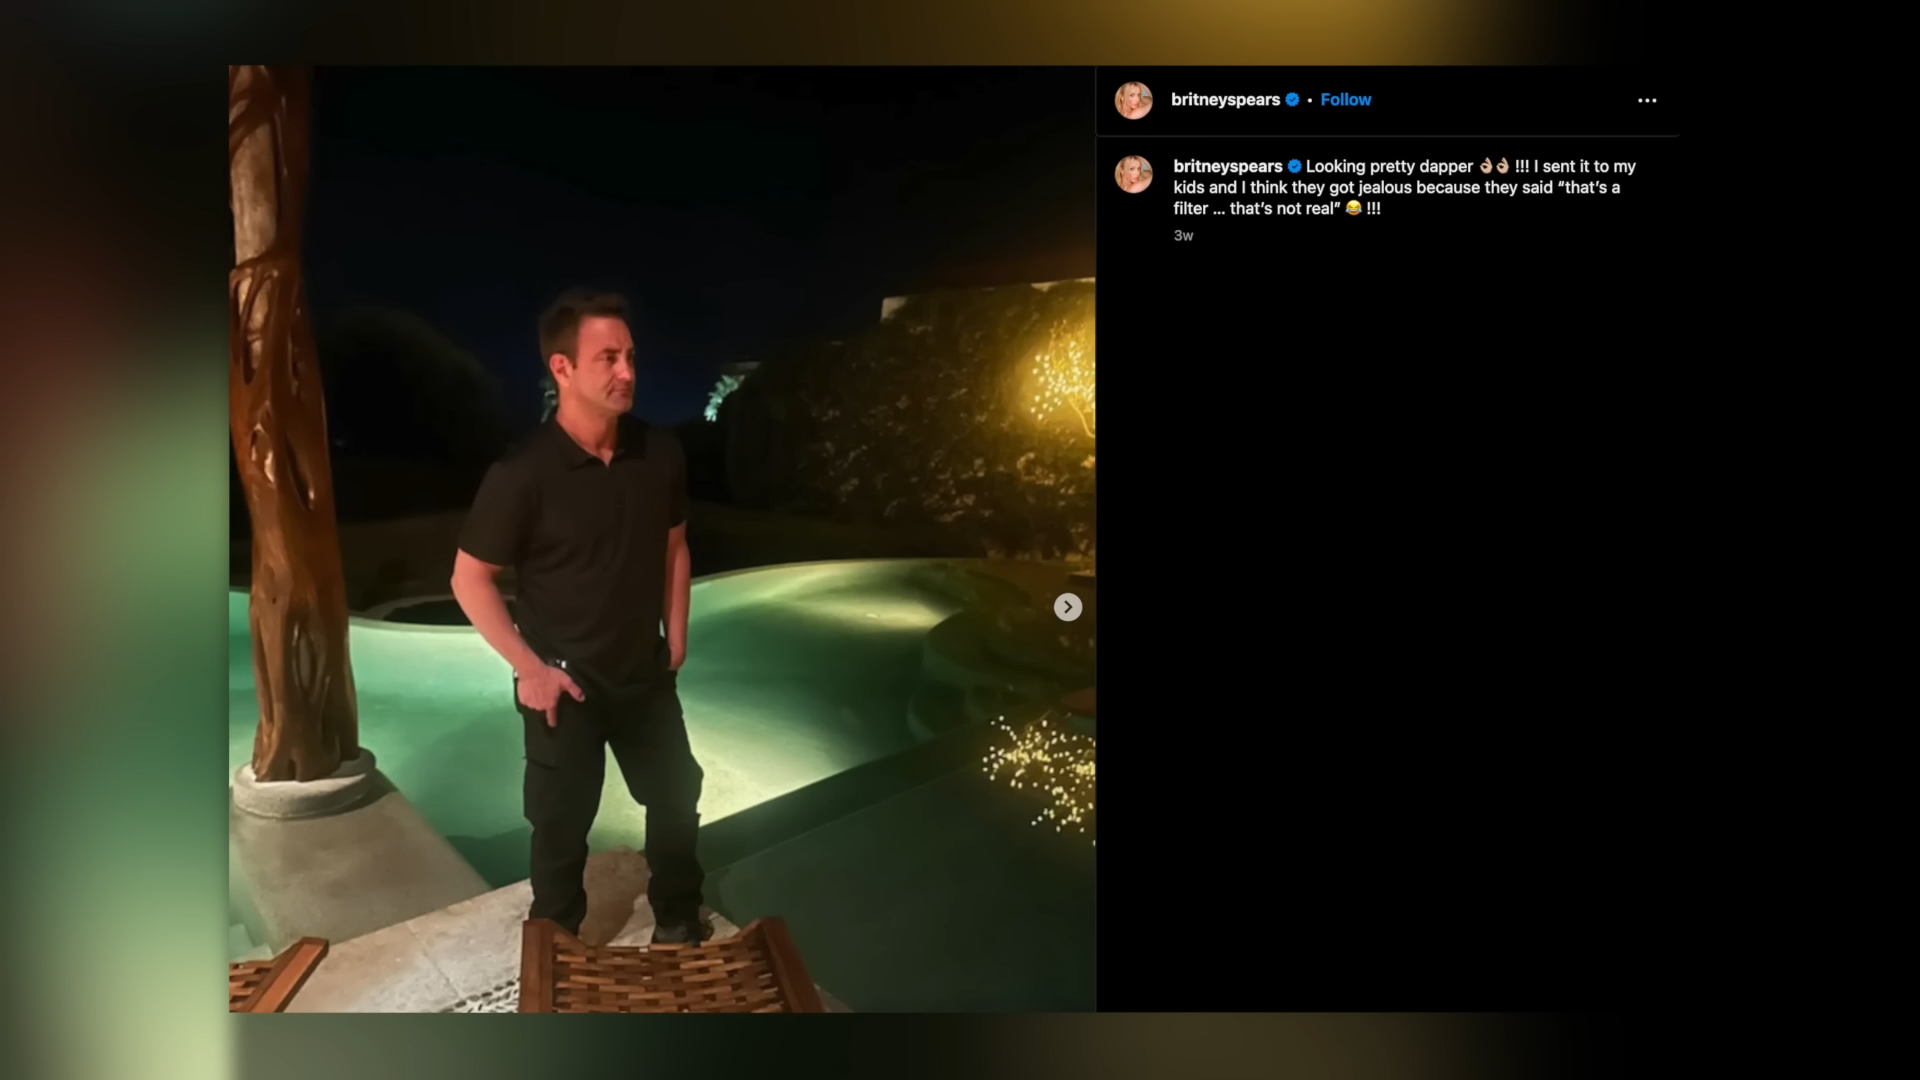 britneyspears • Follow
britneyspears Looking pretty dapper 👌🏼👌🏼 !!! I sent it to my
kids and I think they got jealous because they said “that’s a
filter ... that’s not real” 😂 !!!
3w